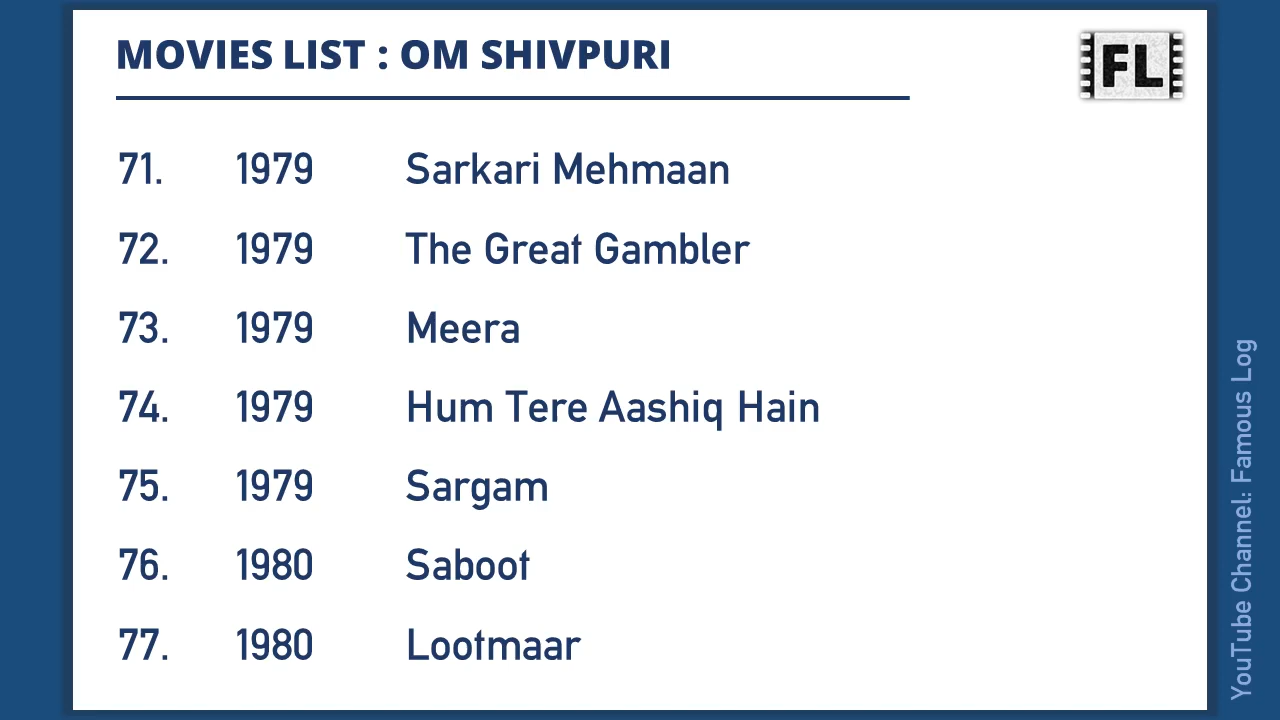 MOVIES LIST : OM SHIVPURI
FL
71. 1979 Sarkari Mehmaan
72. 1979 The Great Gambler
73. 1979 Meera
74. 1979 Hum Tere Aashiq Hain
75. 1979 Sargam
76. 1980 Saboot
77. 1980 Lootmaar
YouTube Channel: Famous Log